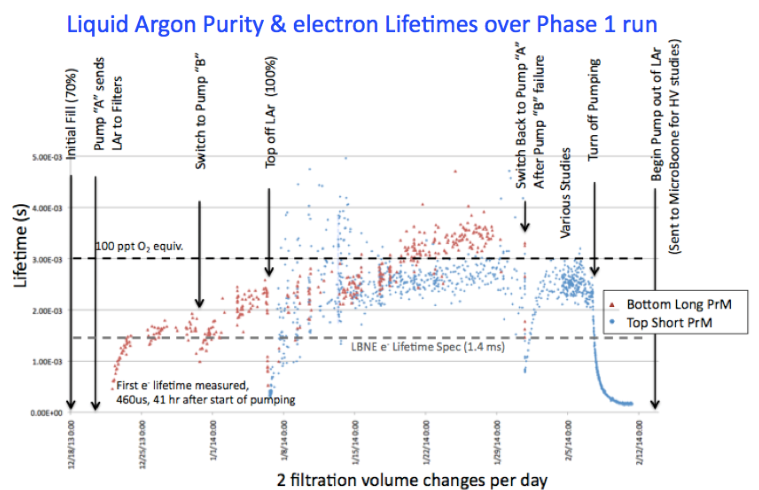 Liquid Argon Purity & electron Lifetimes over Phase 1 run
Initial Fill (70%)
Pump “A” sends
LAr to Filters
Switch to Pump “B”
Top off LAr (100%)
Switch Back to Pump “A”
After Pump “B” failure
Various Studies
Turn off Pumping
Begin Pump out of LAr
(Sent to MicroBoone for HV studies)
Lifetime (s)
5.00E-03
4.00E-03
3.00E-03
2.00E-03
1.00E-03
0.00E+00
100 ppt O₂ equiv.
LBNE e⁻ Lifetime Spec (1.4 ms)
First e⁻ lifetime measured,
460us, 41 hr after start of pumping
Bottom Long PrM
Top Short PrM
12/18/13 0:00
12/25/13 0:00
1/1/14 0:00
1/8/14 0:00
1/15/14 0:00
1/22/14 0:00
1/29/14 0:00
2/5/14 0:00
2/12/14 0:00
2 filtration volume changes per day